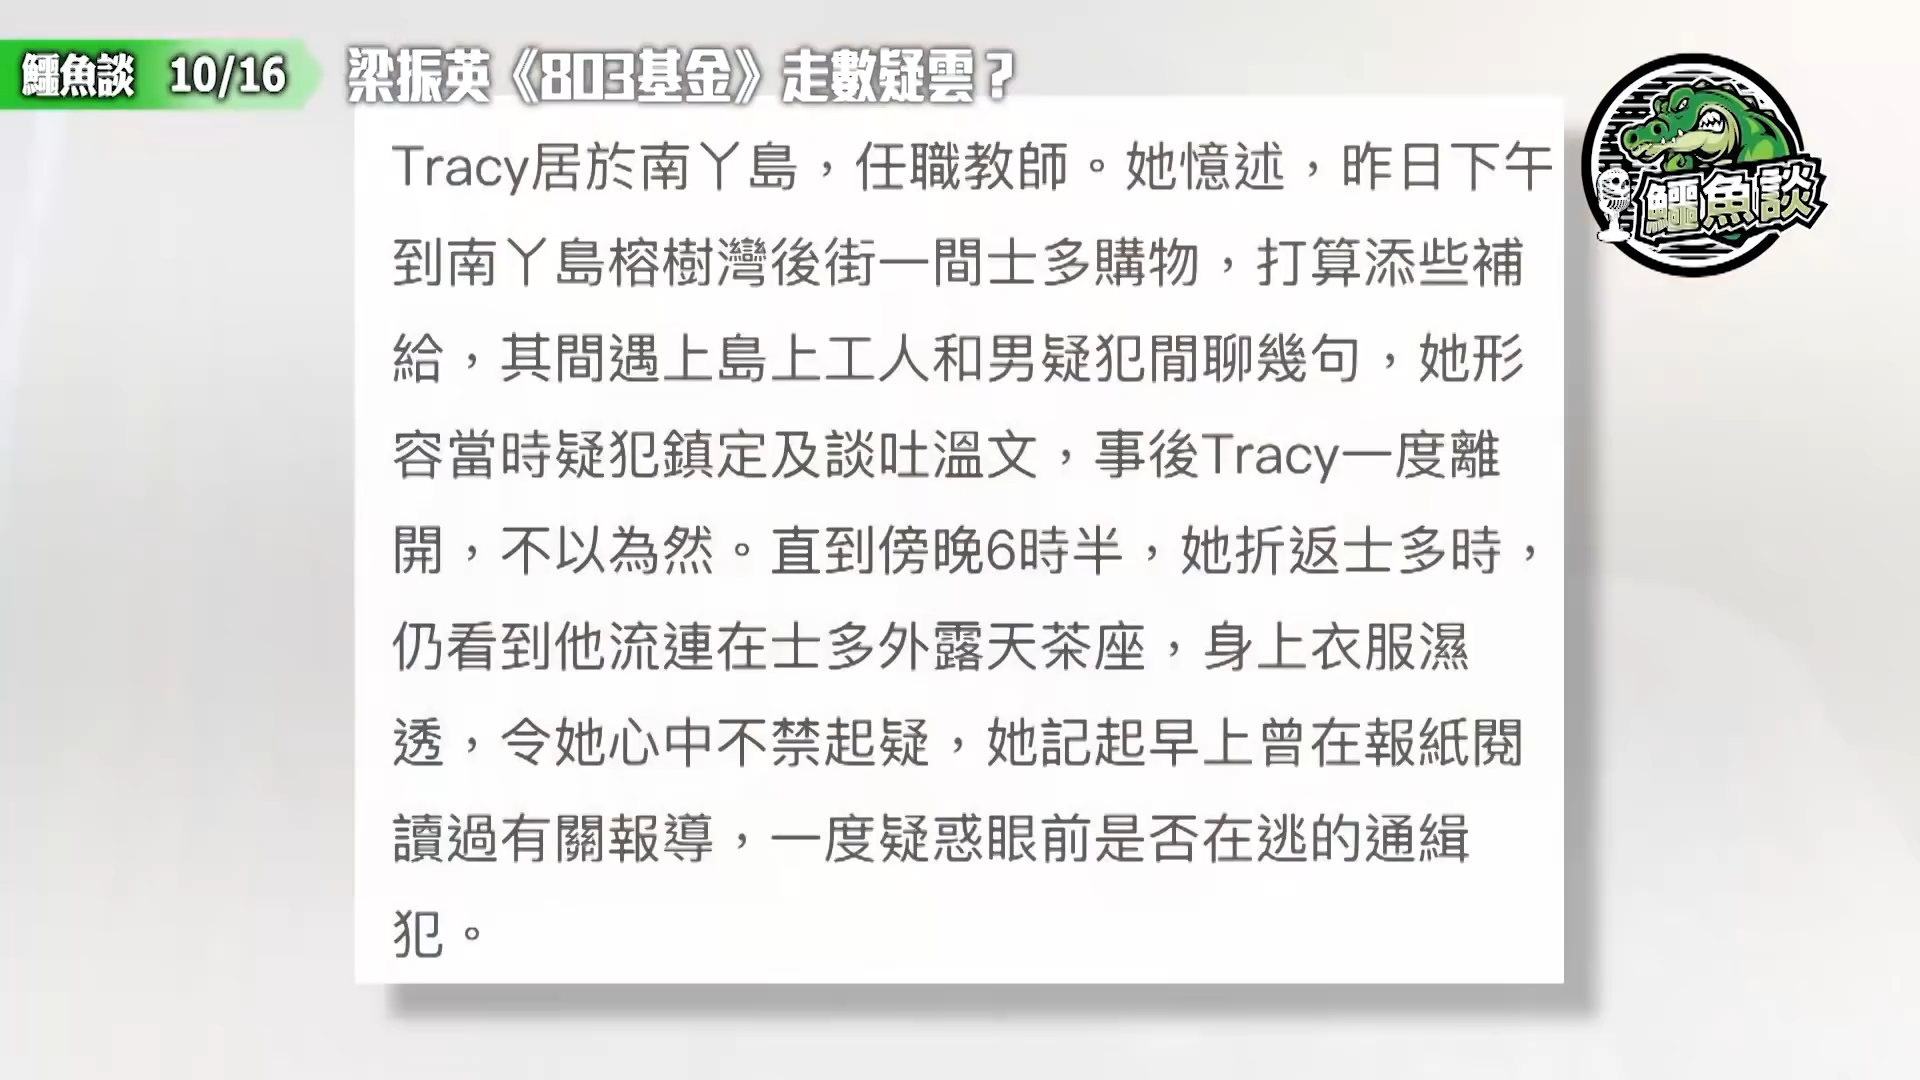 鱷魚談 10/16 梁振英《803基金》走數疑雲？
鱷魚談
Tracy居於南丫島，任職教師。她憶述，昨日下午
到南丫島榕樹灣後街一間士多購物，打算添些補
給，其間遇上島上工人和男疑犯閒聊幾句，她形
容當時疑犯鎮定及談吐溫文，事後Tracy一度離
開，不以為然。直到傍晚6時半，她折返士多時，
仍看到他流連在士多外露天茶座，身上衣服濕
透，令她心中不禁起疑，她記起早上曾在報紙閱
讀過有關報導，一度疑惑眼前是否在逃的通緝
犯。